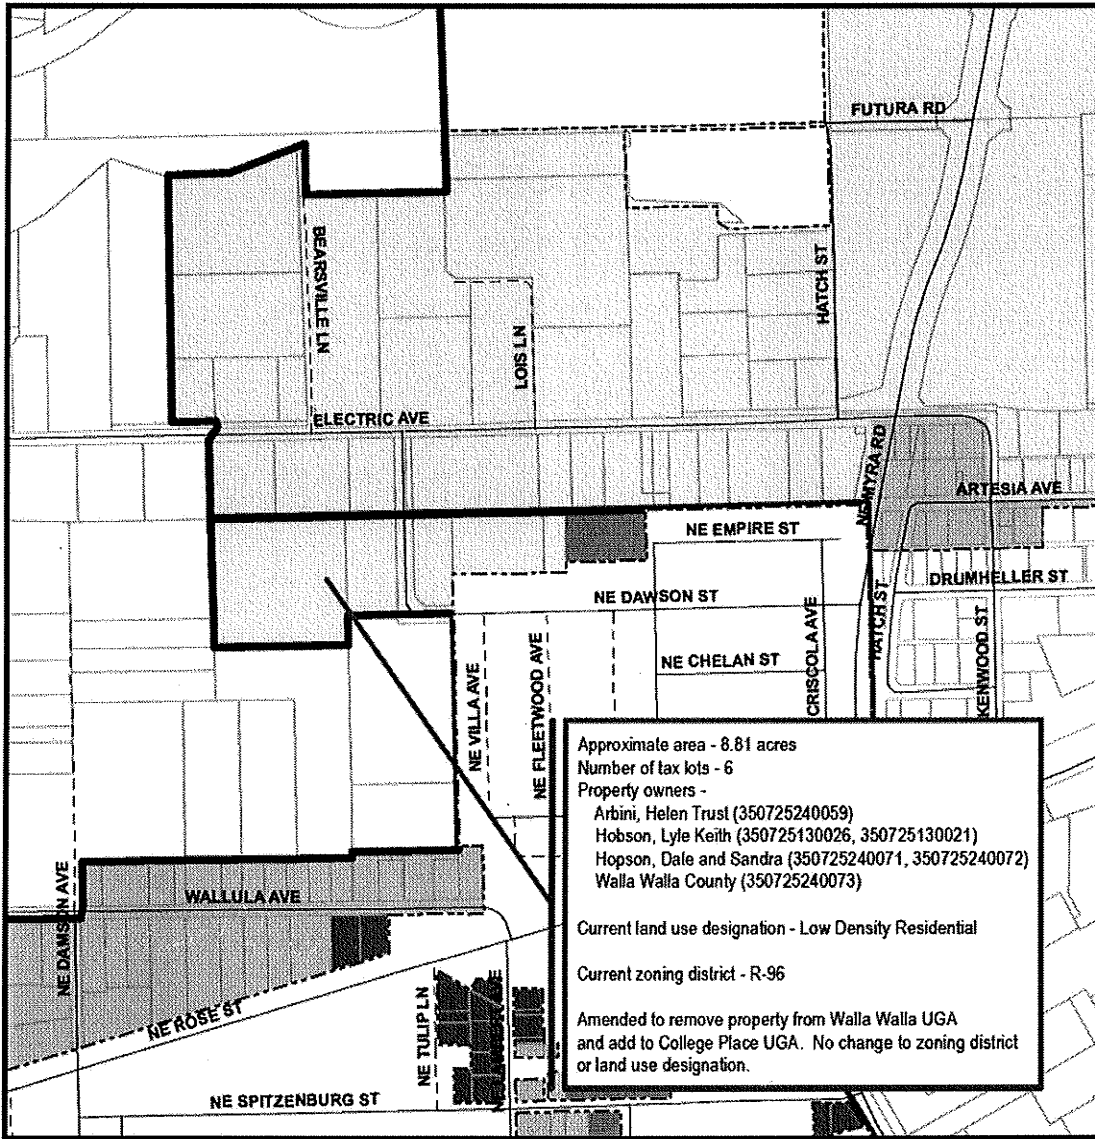 FUTURA RD
BEARSVILLE LN
LOIS LN
HATCH ST
ELECTRIC AVE
NE MYRA RD
ARTESIA AVE
NE EMPIRE ST
DRUMHELLER ST
NE DAWSON ST
HATCH ST
KENWOOD ST
NE CHELAN ST
CRISCOLA AVE
NE VILLA AVE
NE FLEETWOOD AVE
Approximate area - 8.81 acres
Number of tax lots - 6
Property owners -
Arbini, Helen Trust (350725240059)
Hobson, Lyle Keith (350725130026, 350725130021)
Hopson, Dale and Sandra (350725240071, 350725240072)
Walla Walla County (350725240073)
Current land use designation - Low Density Residential
Current zoning district - R-96
Amended to remove property from Walla Walla UGA
and add to College Place UGA. No change to zoning district
or land use designation.
NE DAMSON AVE
WALLULA AVE
NE ROSE ST
NE TULIP LN
NE SPITZENBURG ST